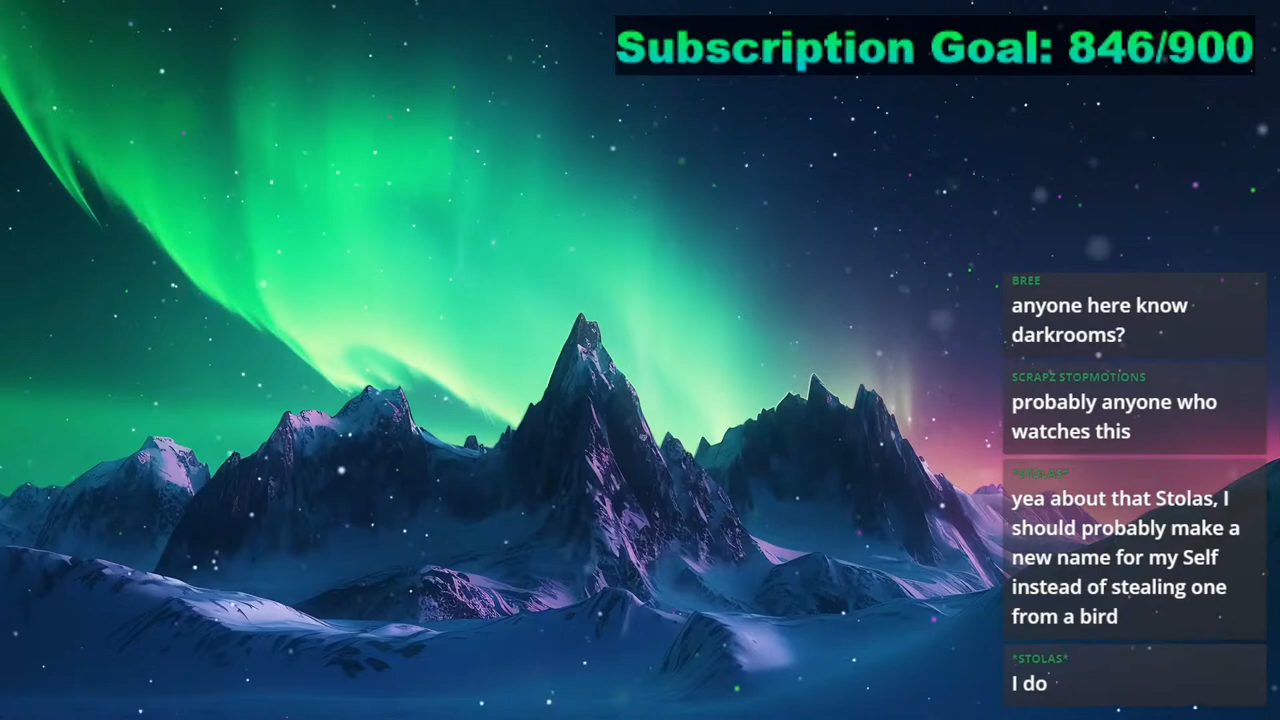 Subscription Goal: 846/900
BREE
anyone here know
darkrooms?
SCRAPZ STOPMOTIONS
probably anyone who
watches this
*STOLAS*
yea about that Stolas, I
should probably make a
new name for my Self
instead of stealing one
from a bird
*STOLAS*
I do